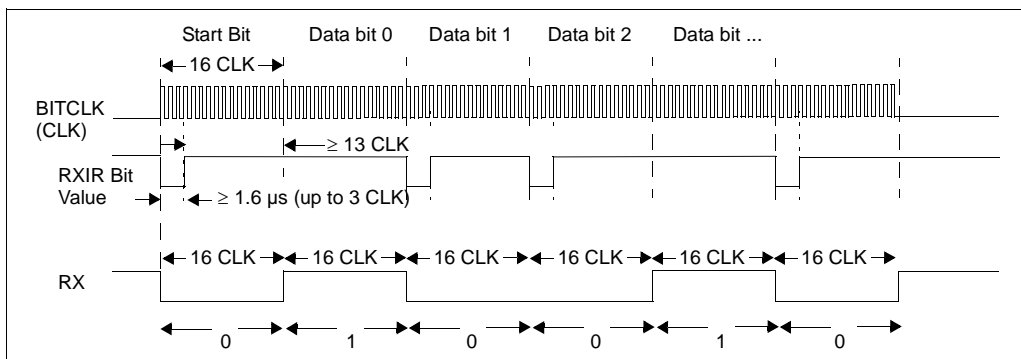 Start Bit Data bit 0 Data bit 1 Data bit 2 Data bit ...
16 CLK
BITCLK
(CLK)
≥ 13 CLK
RXIR Bit
Value
≥ 1.6 µs (up to 3 CLK)
16 CLK 16 CLK 16 CLK 16 CLK 16 CLK 16 CLK
RX
0 1 0 0 1 0